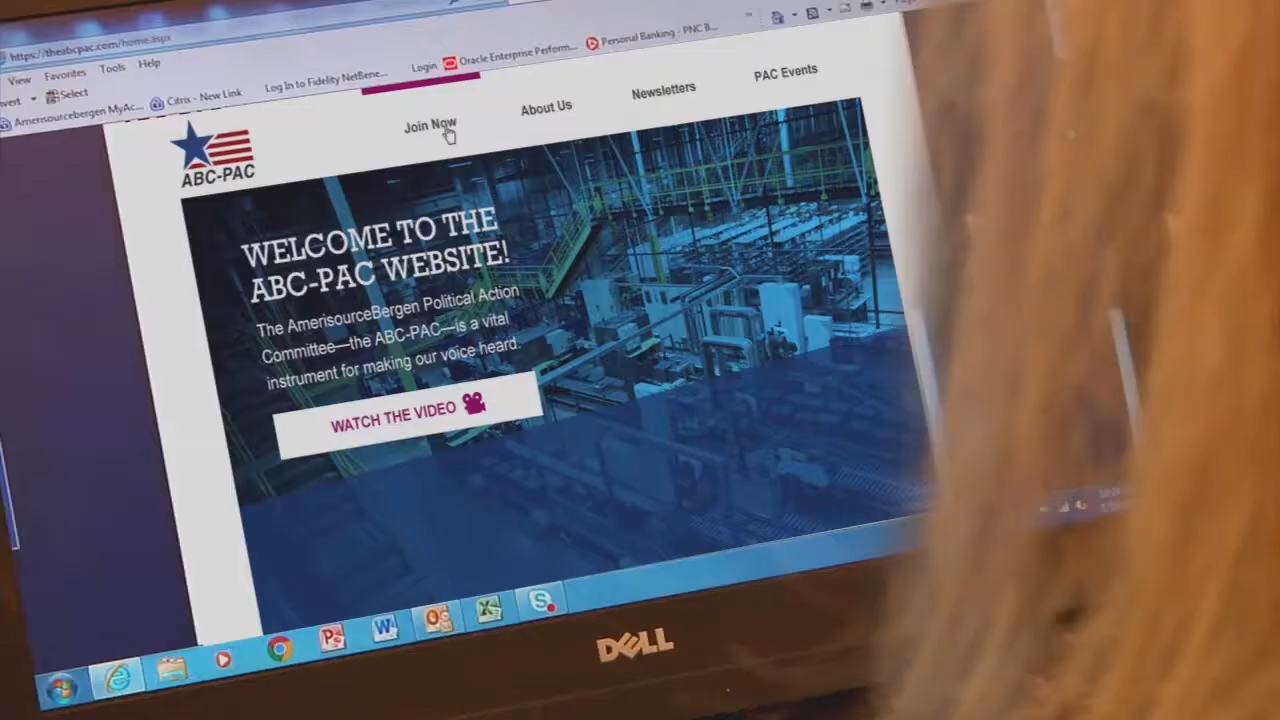 https://theabcpac.com/home.aspx
View Favorites Tools Help
Select
Amerisourcebergen MyAc... Citrix - New Link Log In to Fidelity NetBene... Login Oracle Enterprise Perform... Personal Banking - PNC B...
Join Now About Us Newsletters PAC Events
ABC-PAC
WELCOME TO THE
ABC-PAC WEBSITE!
The AmerisourceBergen Political Action
Committee—the ABC-PAC—is a vital
instrument for making our voice heard.
WATCH THE VIDEO
DELL